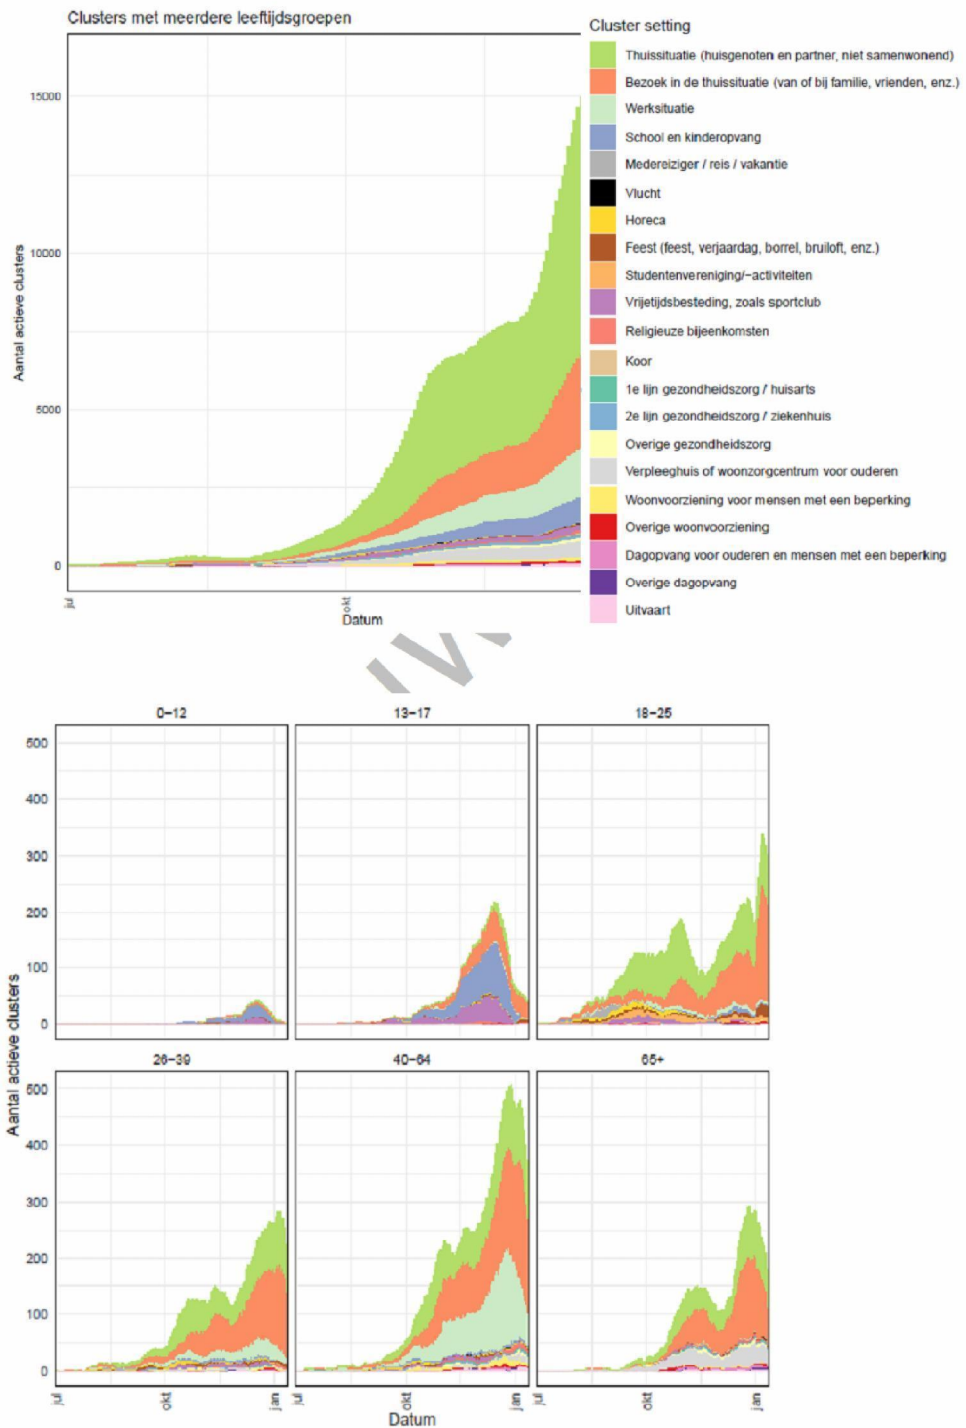 Clusters met meerdere leeftijdsgroepen
Aantal actieve clusters
15000
10000
5000
0
jul
okt
Datum
Cluster setting
Thuissituatie (huisgenoten en partner, niet samenwonend)
Bezoek in de thuissituatie (van of bij familie, vrienden, enz.)
Werksituatie
School en kinderopvang
Medereiziger / reis / vakantie
Vlucht
Horeca
Feest (feest, verjaardag, borrel, bruiloft, enz.)
Studentenvereniging/-activiteiten
Vrijetijdsbesteding, zoals sportclub
Religieuze bijeenkomsten
Koor
1e lijn gezondheidszorg / huisarts
2e lijn gezondheidszorg / ziekenhuis
Overige gezondheidszorg
Verpleeghuis of woonzorgcentrum voor ouderen
Woonvoorziening voor mensen met een beperking
Overige woonvoorziening
Dagopvang voor ouderen en mensen met een beperking
Overige dagopvang
Uitvaart
0-12
13-17
18-25
500
400
300
200
100
0
Aantal actieve clusters
26-39
40-64
65+
500
400
300
200
100
0
jul
okt
jan
jul
okt
jan
jul
okt
jan
Datum